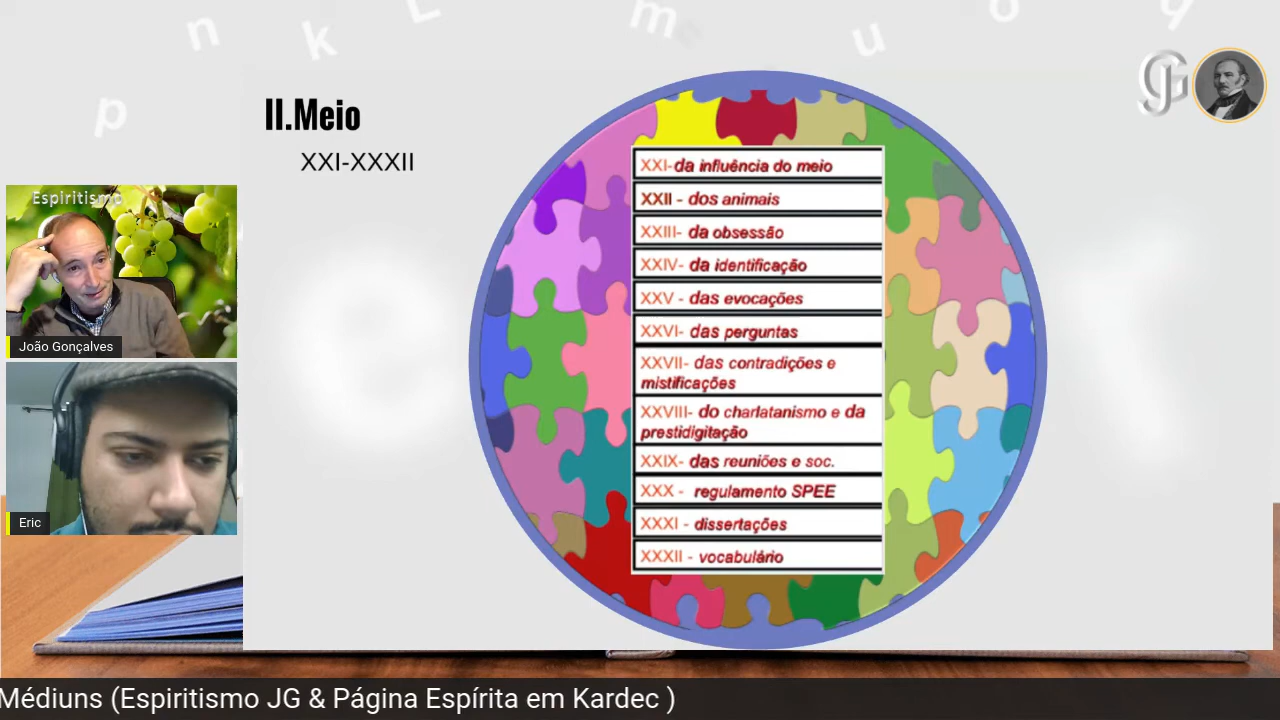 II.Meio
XXI-XXXII
XXI-da influência do meio
XXII - dos animais
XXIII- da obsessão
XXIV- da identificação
XXV - das evocações
XXVI- das perguntas
XXVII- das contradições e
mistificações
XXVIII- do charlatanismo e da
prestidigitação
XXIX- das reuniões e soc.
XXX - regulamento SPEE
XXXI - dissertações
XXXII - vocabulário
Espiritismo
João Gonçalves
Eric
JG
Médiuns (Espiritismo JG & Página Espírita em Kardec )